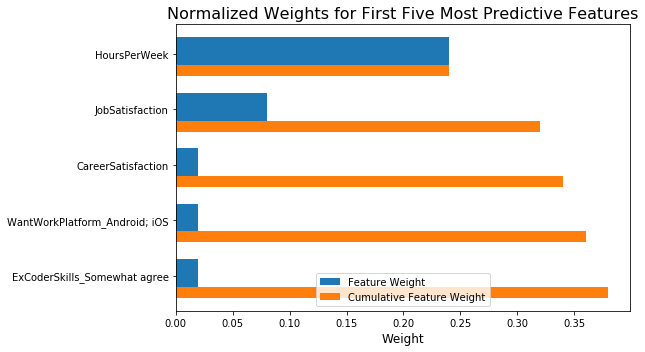 Normalized Weights for First Five Most Predictive Features
HoursPerWeek
JobSatisfaction
CareerSatisfaction
WantWorkPlatform_Android; iOS
ExCoderSkills_Somewhat agree
Feature Weight
Cumulative Feature Weight
0.00 0.05 0.10 0.15 0.20 0.25 0.30 0.35
Weight